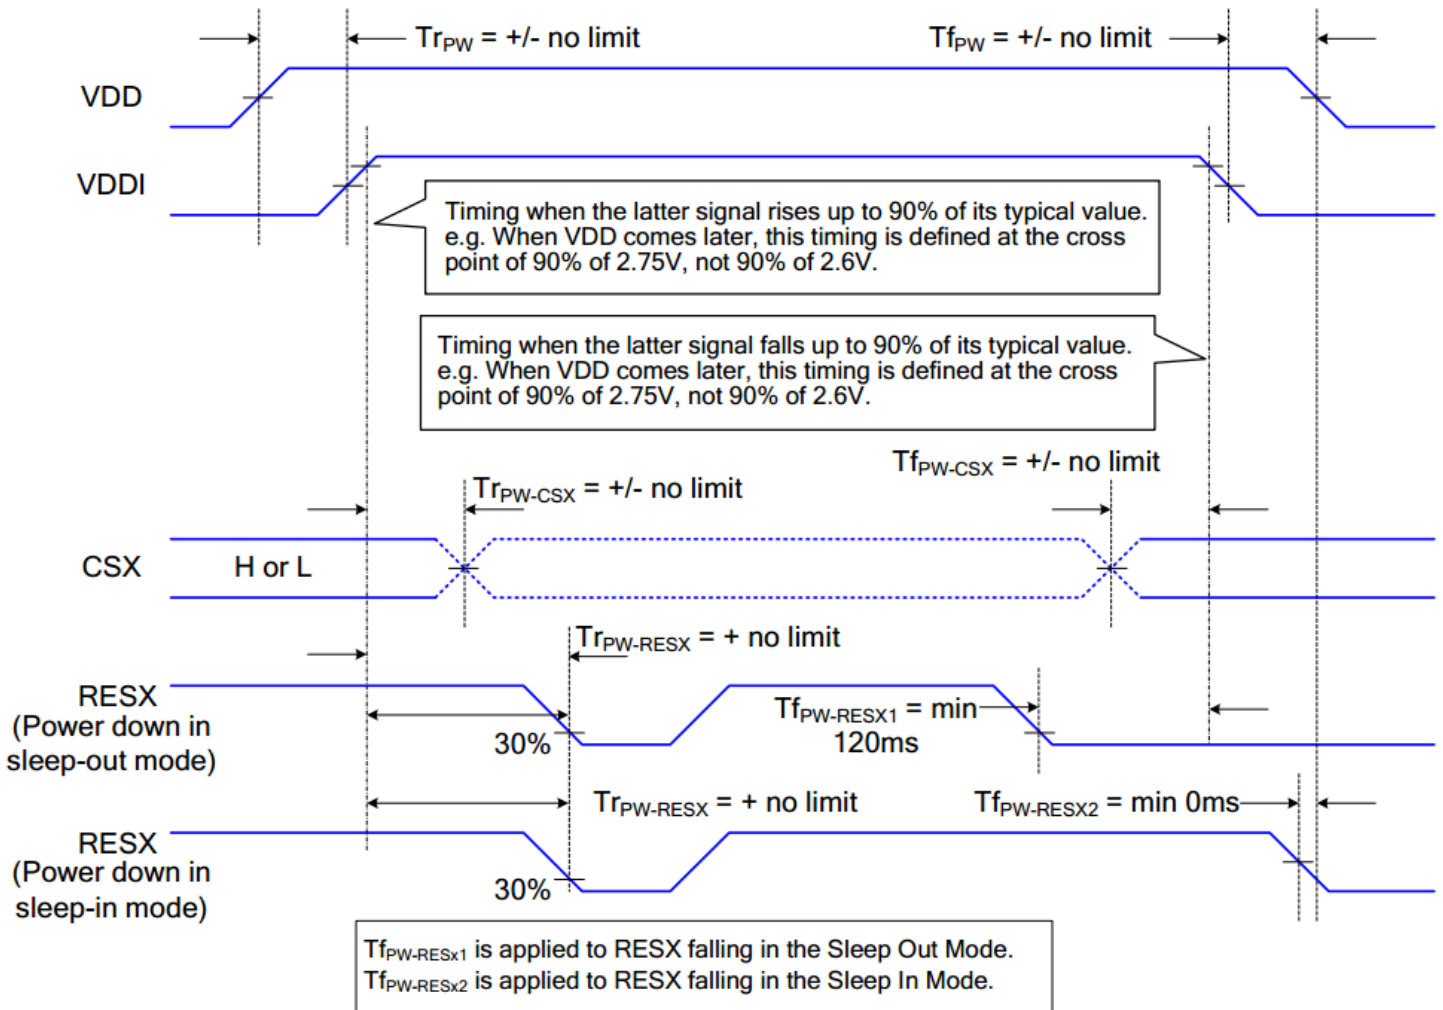 TrPW = +/- no limit
TfPW = +/- no limit
VDD
VDDI
Timing when the latter signal rises up to 90% of its typical value.
e.g. When VDD comes later, this timing is defined at the cross
point of 90% of 2.75V, not 90% of 2.6V.
Timing when the latter signal falls up to 90% of its typical value.
e.g. When VDD comes later, this timing is defined at the cross
point of 90% of 2.75V, not 90% of 2.6V.
TfPW-CSX = +/- no limit
TrPW-CSX = +/- no limit
CSX
H or L
TrPW-RESX = + no limit
RESX
(Power down in
sleep-out mode)
30%
TfPW-RESX1 = min
120ms
TrPW-RESX = + no limit
TfPW-RESX2 = min 0ms
RESX
(Power down in
sleep-in mode)
30%
TfPW-RESx1 is applied to RESX falling in the Sleep Out Mode.
TfPW-RESx2 is applied to RESX falling in the Sleep In Mode.